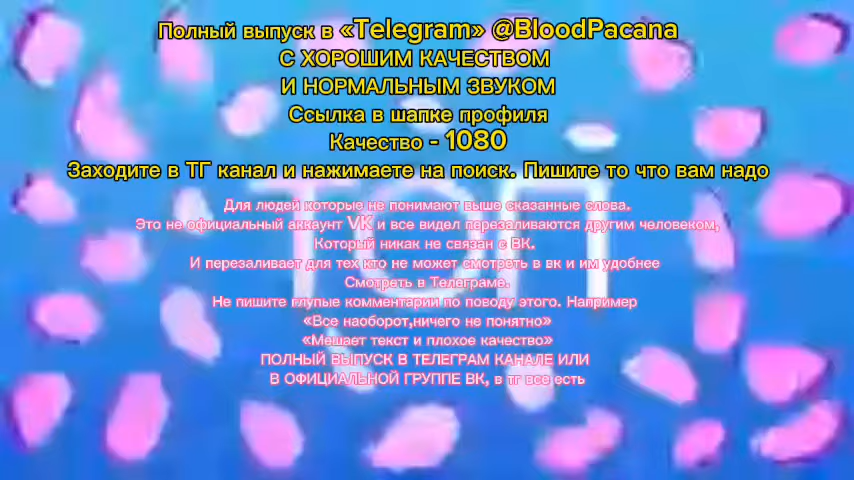 Полный выпуск в «Telegram» @BloodPacana
С ХОРОШИМ КАЧЕСТВОМ
И НОРМАЛЬНЫМ ЗВУКОМ
Ссылка в шапке профиля
Качество - 1080
Заходите в ТГ канал и нажимаете на поиск. Пишите то что вам надо
Для людей которые не понимают выше сказанные слова.
Это не официальный аккаунт VK и все видел перезаливаются другим человеком,
Который никак не связан с ВК.
И перезаливает для тех кто не может смотреть в вк и им удобнее
Смотреть в Телеграме.
Не пишите глупые комментарии по поводу этого. Например
«Все наоборот,ничего не понятно»
«Мешает текст и плохое качество»
ПОЛНЫЙ ВЫПУСК В ТЕЛЕГРАМ КАНАЛЕ ИЛИ
В ОФИЦИАЛЬНОЙ ГРУППЕ ВК, в тг все есть
ТОП